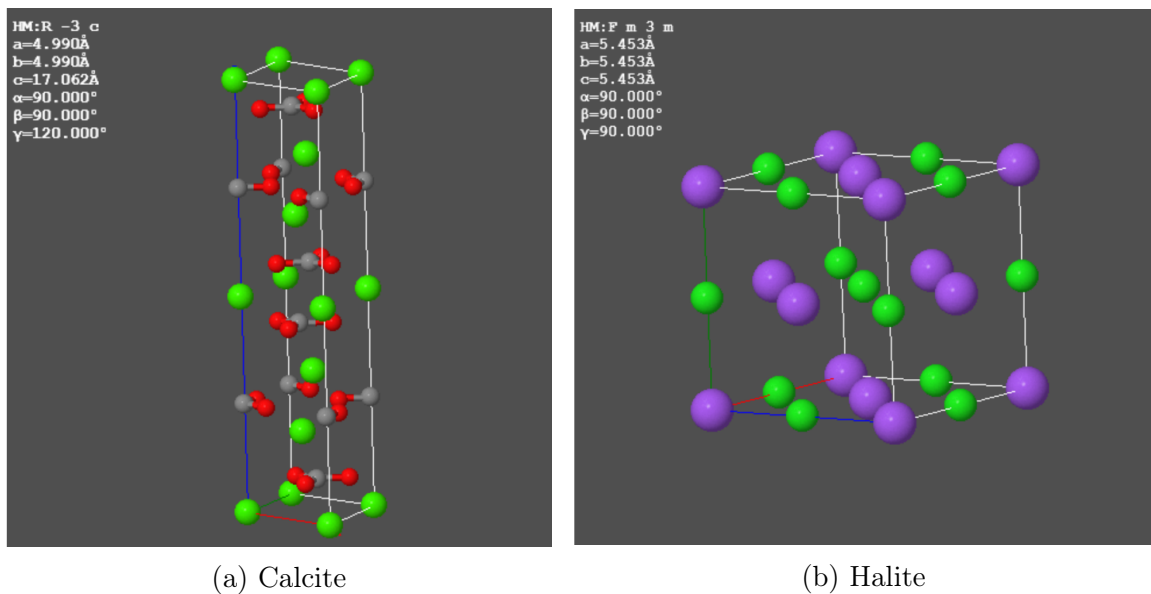 HM:R -3 c
a=4.990Å
b=4.990Å
c=17.062Å
α=90.000°
β=90.000°
γ=120.000°
HM:F m 3 m
a=5.453Å
b=5.453Å
c=5.453Å
α=90.000°
β=90.000°
γ=90.000°
(a) Calcite
(b) Halite